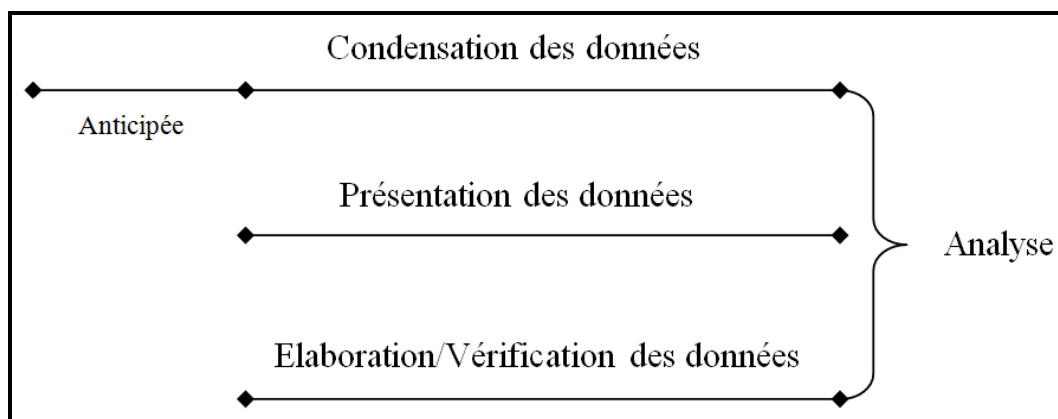 Condensation des données
Anticipée
Présentation des données
Analyse
Elaboration/Vérification des données